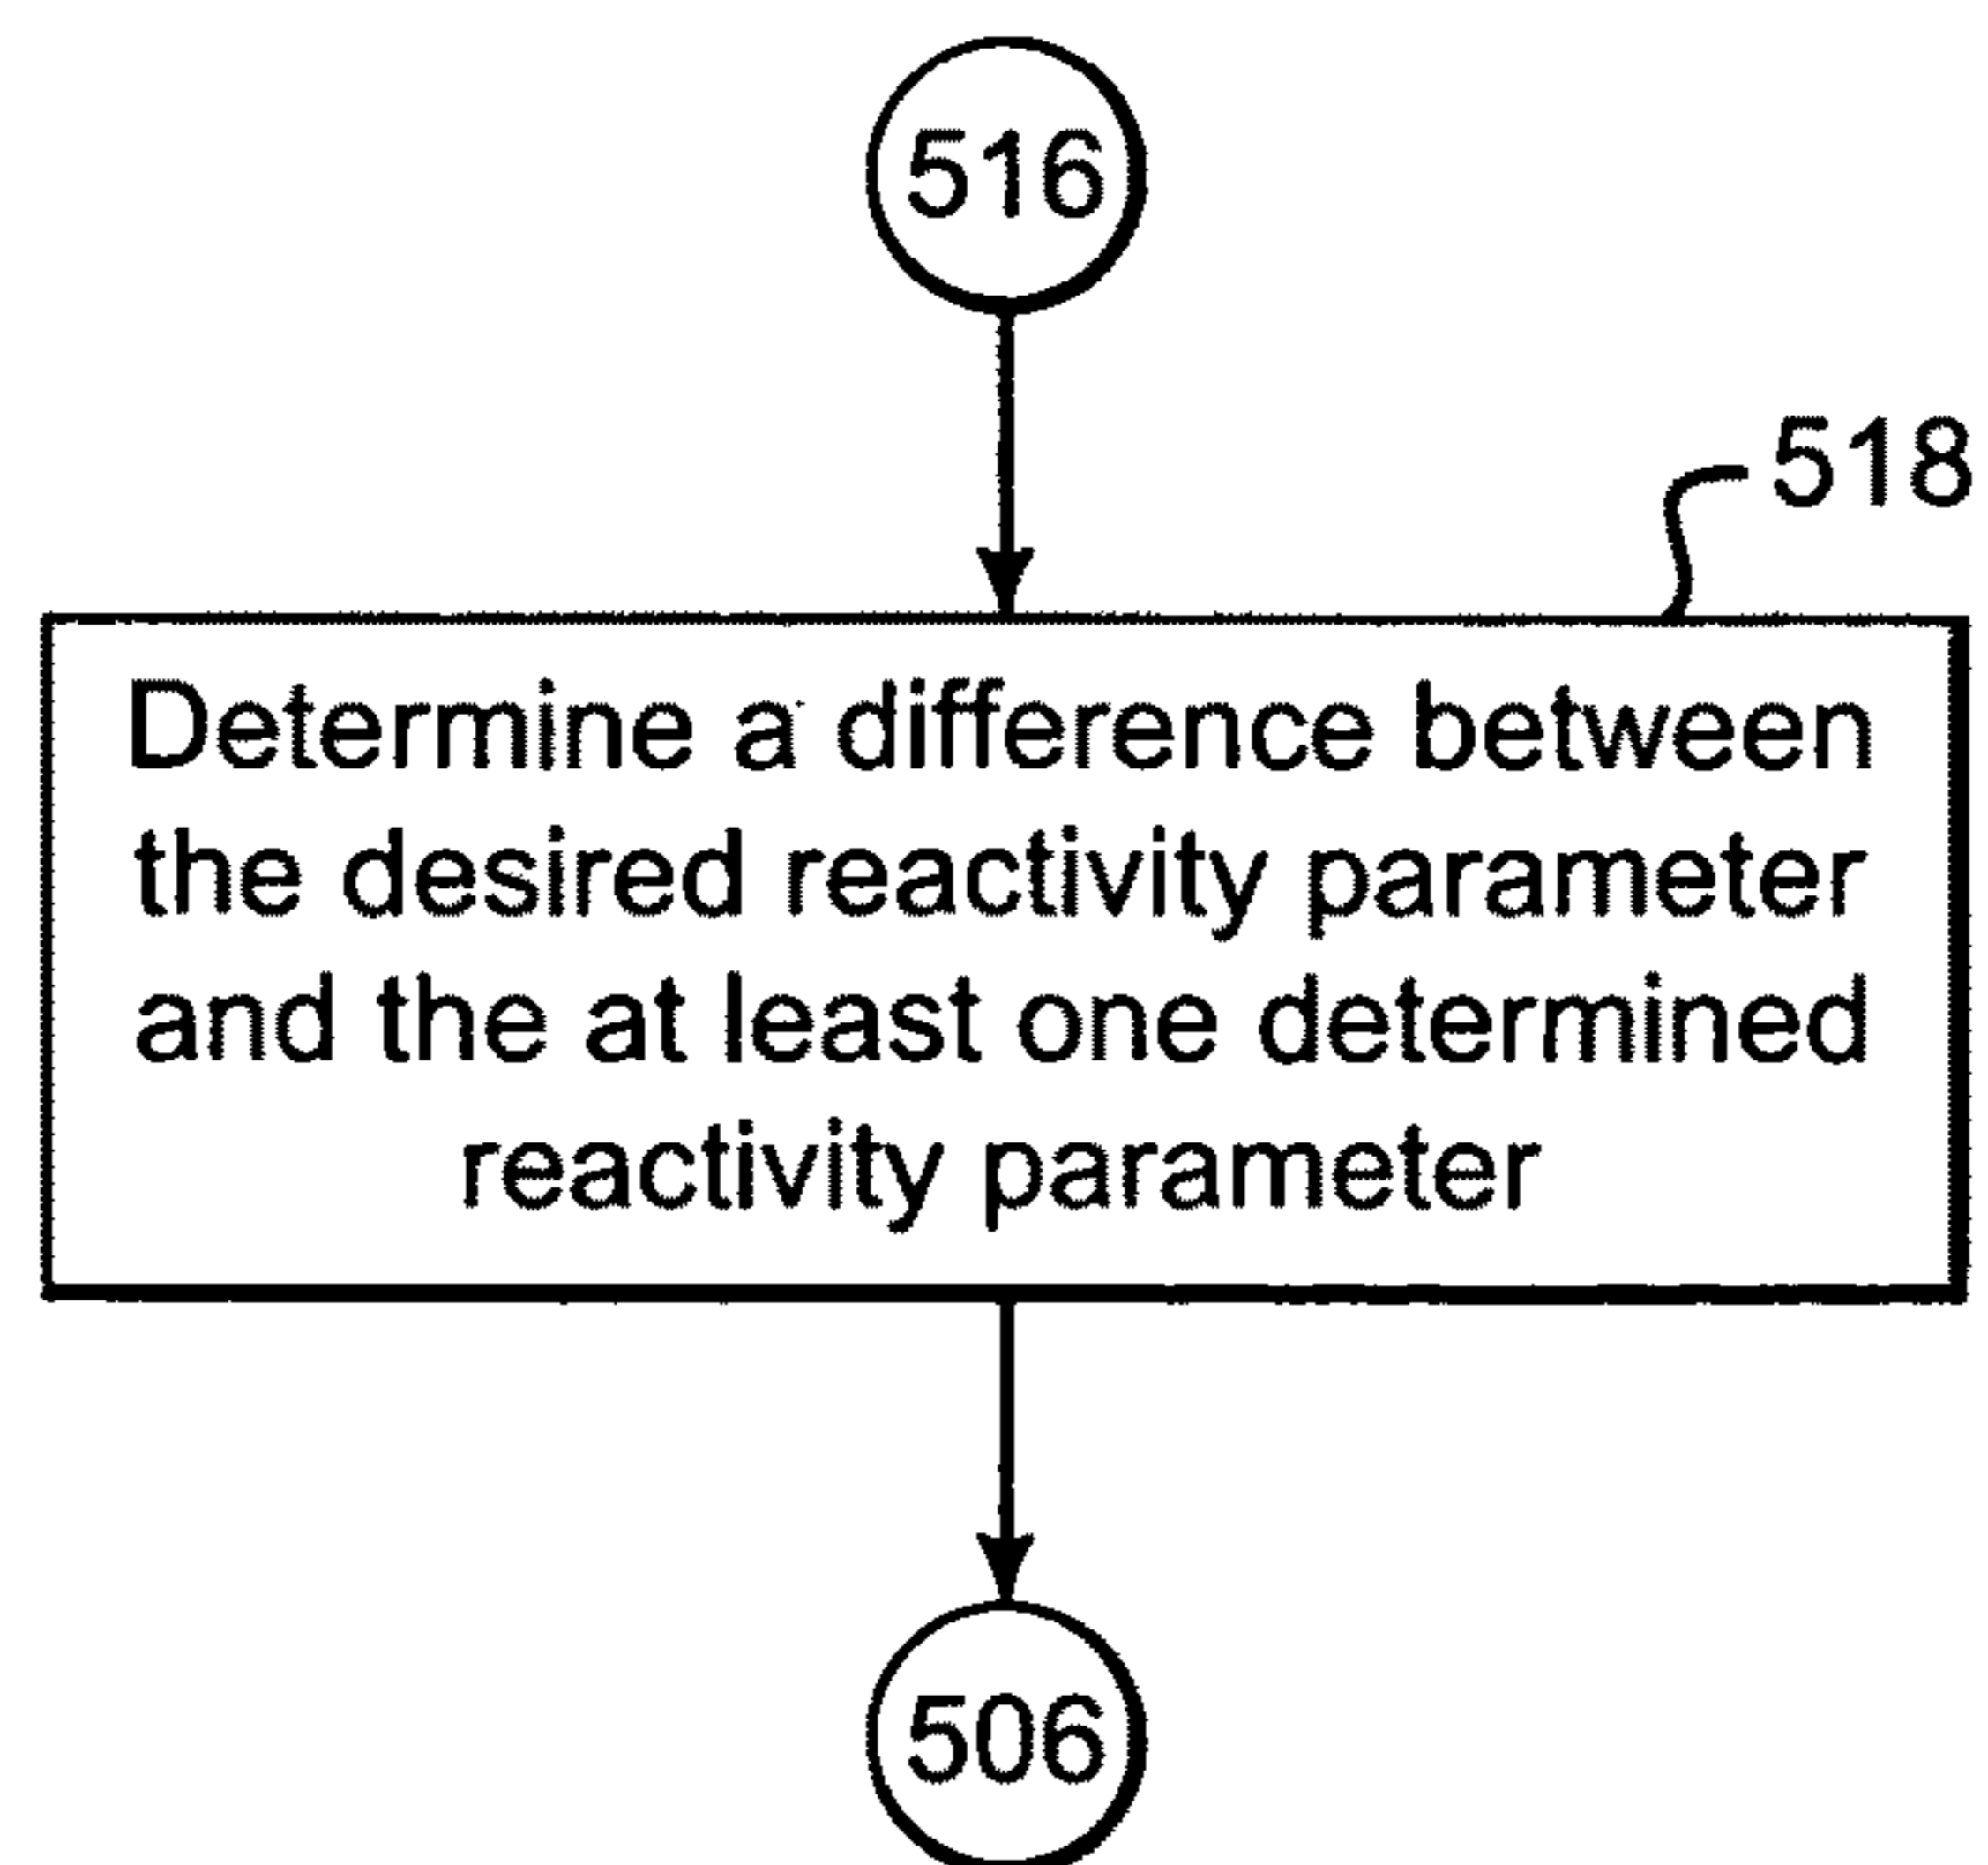 516
518
Determine a difference between
the desired reactivity parameter
and the at least one determined
reactivity parameter
506